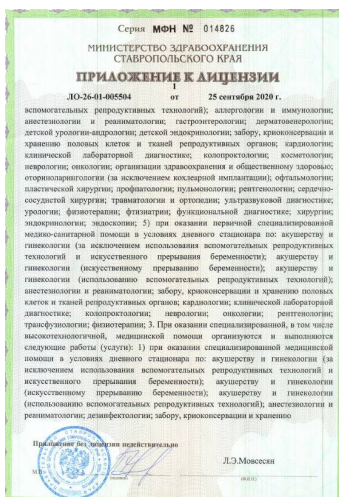 Серия МФН № 014826
МИНИСТЕРСТВО ЗДРАВООХРАНЕНИЯ
СТАВРОПОЛЬСКОГО КРАЯ
ПРИЛОЖЕНИЕ К ЛИЦЕНЗИИ
1
ЛО-26-01-005504 от 25 сентября 2020 г.
вспомогательных репродуктивных технологий); аллергологии и иммунологии;
анестезиологии и реаниматологии; гастроэнтерологии; дерматовенерологии;
детской урологии-андрологии; детской эндокринологии; забору, криоконсервации и
хранению половых клеток и тканей репродуктивных органов; кардиологии;
клинической лабораторной диагностике; колопроктологии; косметологии;
неврологии; онкологии; организации здравоохранения и общественному здоровью;
оториноларингологии (за исключением кохлеарной имплантации); офтальмологии;
пластической хирургии; профпатологии; пульмонологии; рентгенологии; сердечно-
сосудистой хирургии; травматологии и ортопедии; ультразвуковой диагностике;
урологии; физиотерапии; фтизиатрии; функциональной диагностике; хирургии;
эндокринологии; эндоскопии; 5) при оказании первичной специализированной
медико-санитарной помощи в условиях дневного стационара по: акушерству и
гинекологии (за исключением использования вспомогательных репродуктивных
технологий и искусственного прерывания беременности); акушерству и
гинекологии (искусственному прерыванию беременности); акушерству и
гинекологии (использованию вспомогательных репродуктивных технологий);
анестезиологии и реаниматологии; забору, криоконсервации и хранению половых
клеток и тканей репродуктивных органов; кардиологии; клинической лабораторной
диагностике; колопроктологии; неврологии; онкологии; рентгенологии;
трансфузиологии; физиотерапии; 3. При оказании специализированной, в том числе
высокотехнологичной, медицинской помощи организуются и выполняются
следующие работы (услуги): 1) при оказании специализированной медицинской
помощи в условиях дневного стационара по: акушерству и гинекологии (за
исключением использования вспомогательных репродуктивных технологий и
искусственного прерывания беременности); акушерству и гинекологии
(искусственному прерыванию беременности); акушерству и гинекологии
(использованию вспомогательных репродуктивных технологий); анестезиологии и
реаниматологии; дезинфектологии; забору, криоконсервации и хранению
Приложение без лицензии недействительно
Л.Э.Мовсесян
М.П.